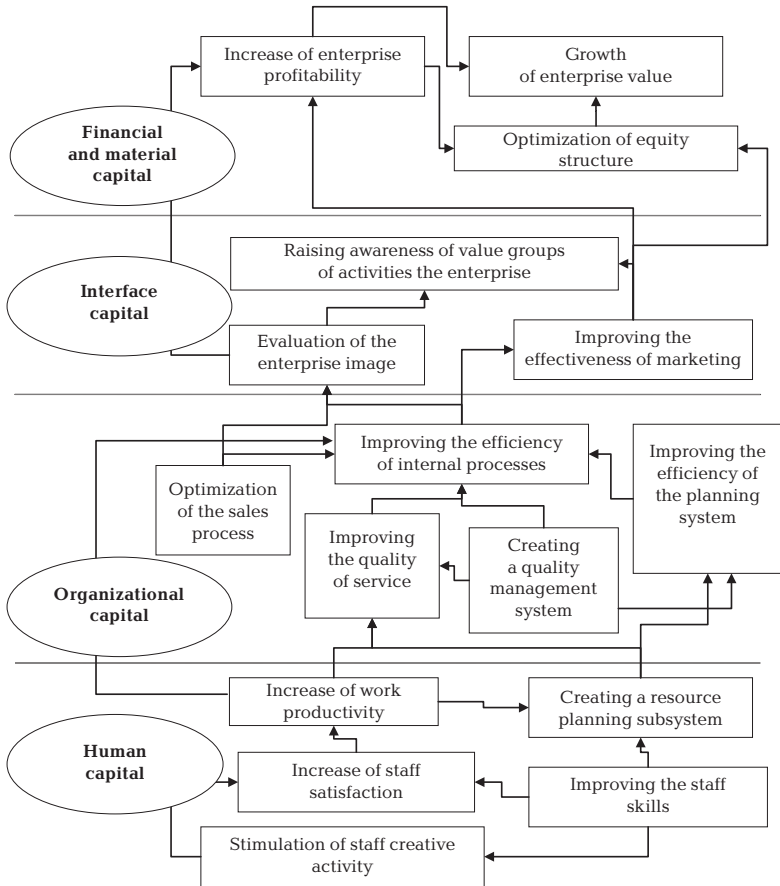 Increase of enterprise
profitability
Growth
of enterprise value
Financial
and material
capital
Optimization of equity
structure
Raising awareness of value groups
of activities the enterprise
Interface
capital
Evaluation of the
enterprise image
Improving the
effectiveness of marketing
Improving the efficiency
of internal processes
Improving the
efficiency of
the planning
system
Optimization
of the sales
process
Improving
the quality
of service
Creating
a quality
management
system
Organizational
capital
Increase of work
productivity
Creating a resource
planning subsystem
Human
capital
Increase of staff
satisfaction
Improving the staff
skills
Stimulation of staff creative
activity